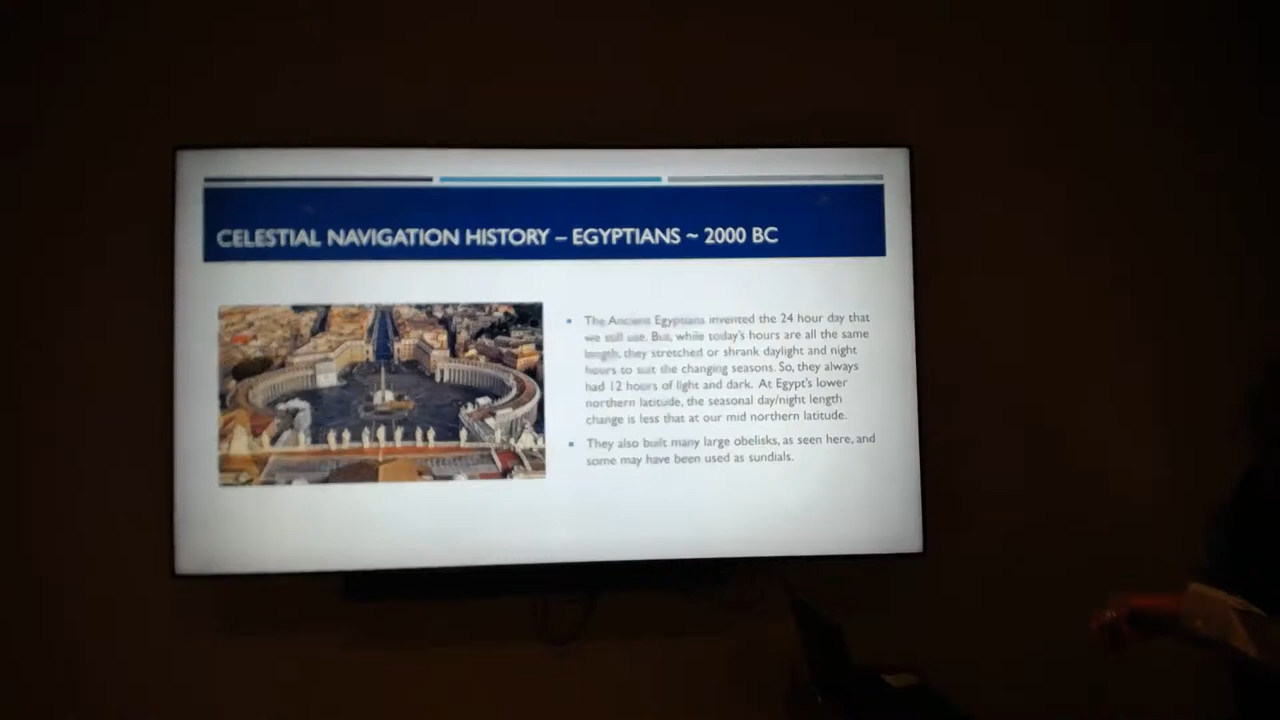 CELESTIAL NAVIGATION HISTORY – EGYPTIANS ~ 2000 BC
The Ancient Egyptians invented the 24 hour day that
we still use. But, while today's hours are all the same
length, they stretched or shrank daylight and night
hours to suit the changing seasons. So, they always
had 12 hours of light and dark. At Egypt's lower
northern latitude, the seasonal day/night length
change is less that at our mid northern latitude.
They also built many large obelisks, as seen here, and
some may have been used as sundials.